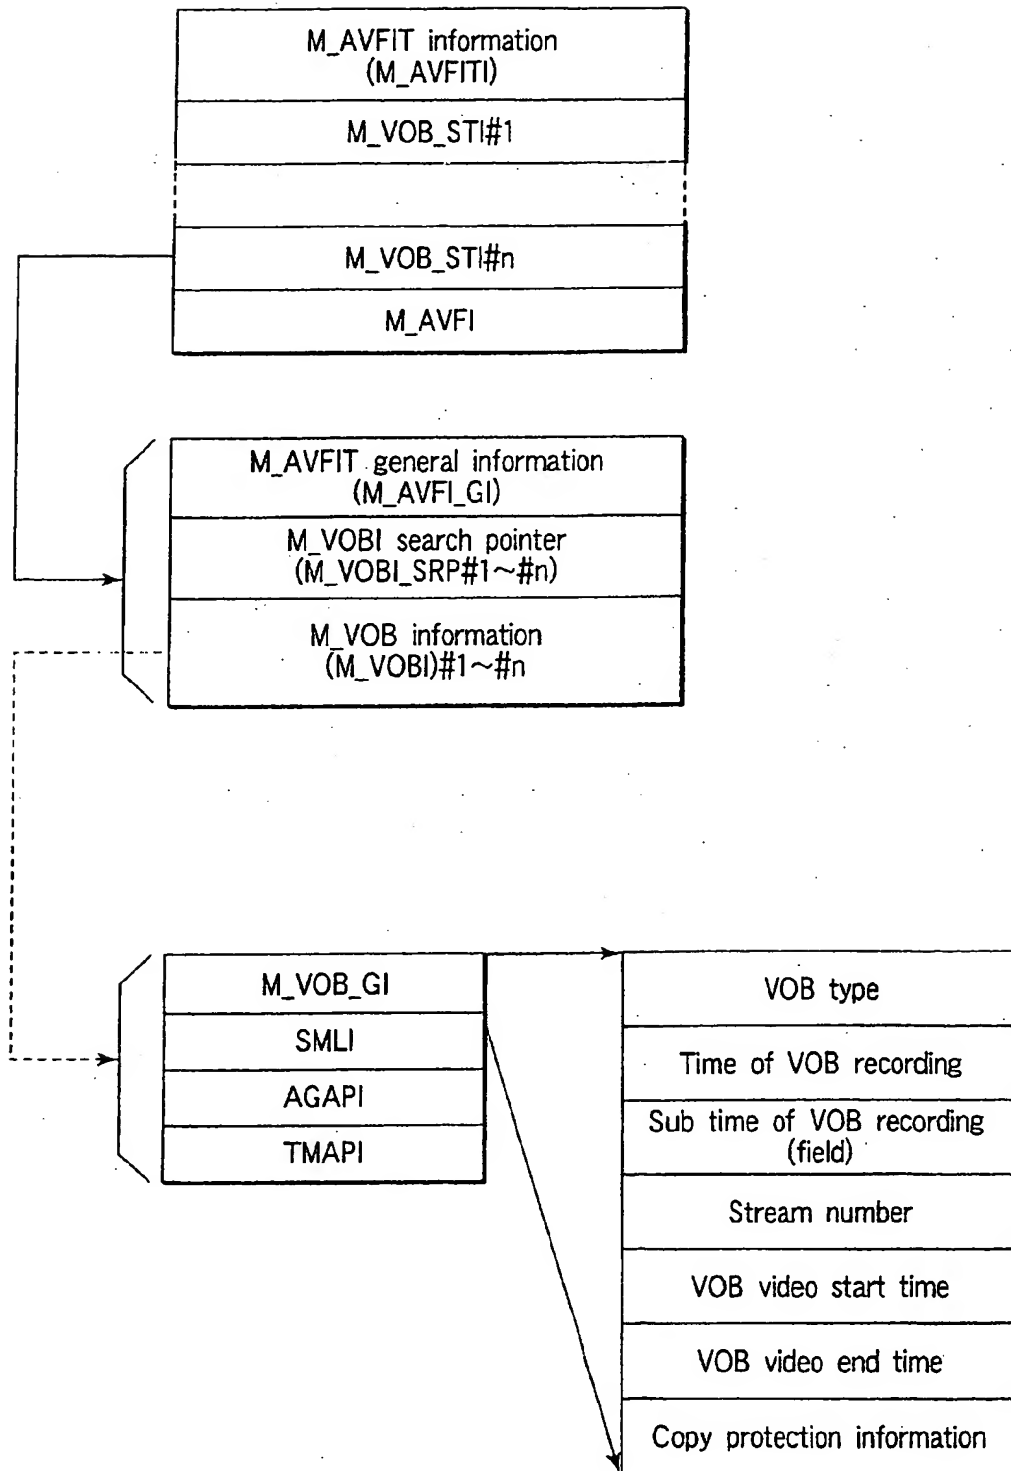 M_AVFIT information
(M_AVFITI)
M_VOB_STI#1
M_VOB_STI#n
M_AVFI
M_AVFIT general information
(M_AVFI_GI)
M_VOBI search pointer
(M_VOBI_SRP#1~#n)
M_VOB information
(M_VOBI)#1~#n
M_VOB_GI
SMLI
AGAPI
TMAPI
VOB type
Time of VOB recording
Sub time of VOB recording
(field)
Stream number
VOB video start time
VOB video end time
Copy protection information